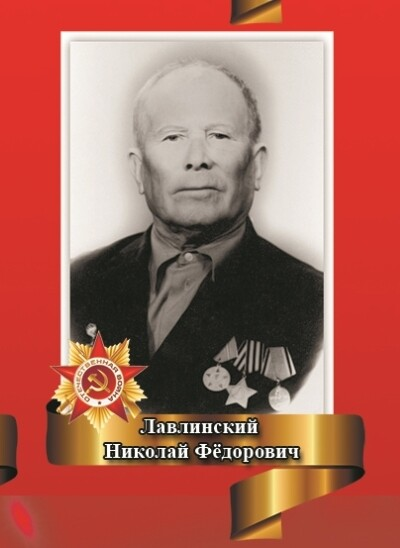 ОТЕЧЕСТВЕННАЯ ВОЙНА
Лавлинский
Николай Фёдорович